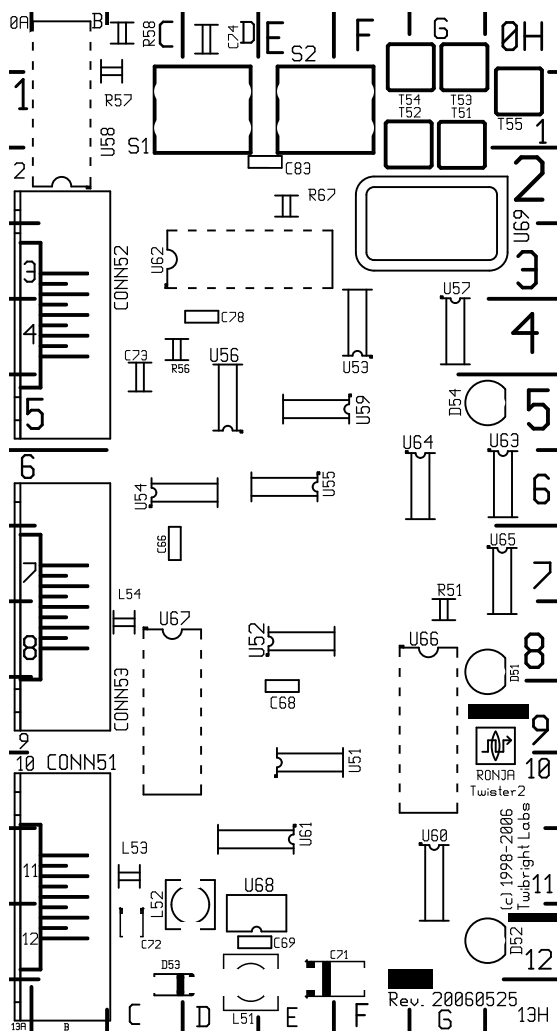 0A
B
R58
C
C74
D
E
F
G
0H
S2
1
R57
U58
S1
T54
T53
T52
T51
T55
1
C83
2
2
R67
U69
U62
CONN52
3
3
U57
C78
4
4
C73
R56
U56
U53
5
U59
D54
5
U64
U63
6
U54
U55
6
C66
U65
7
L54
R51
7
U67
U52
U66
8
8
D51
C68
CONN53
9
9
10
CONN51
U51
10
RONJA
Twister2
(c) 1998-2006
Twibright Labs
U61
U60
L53
11
11
L52
U68
12
C72
C69
D52
12
D53
C71
Rev. 20060525
13A
B
C
D
L51
E
F
G
13H